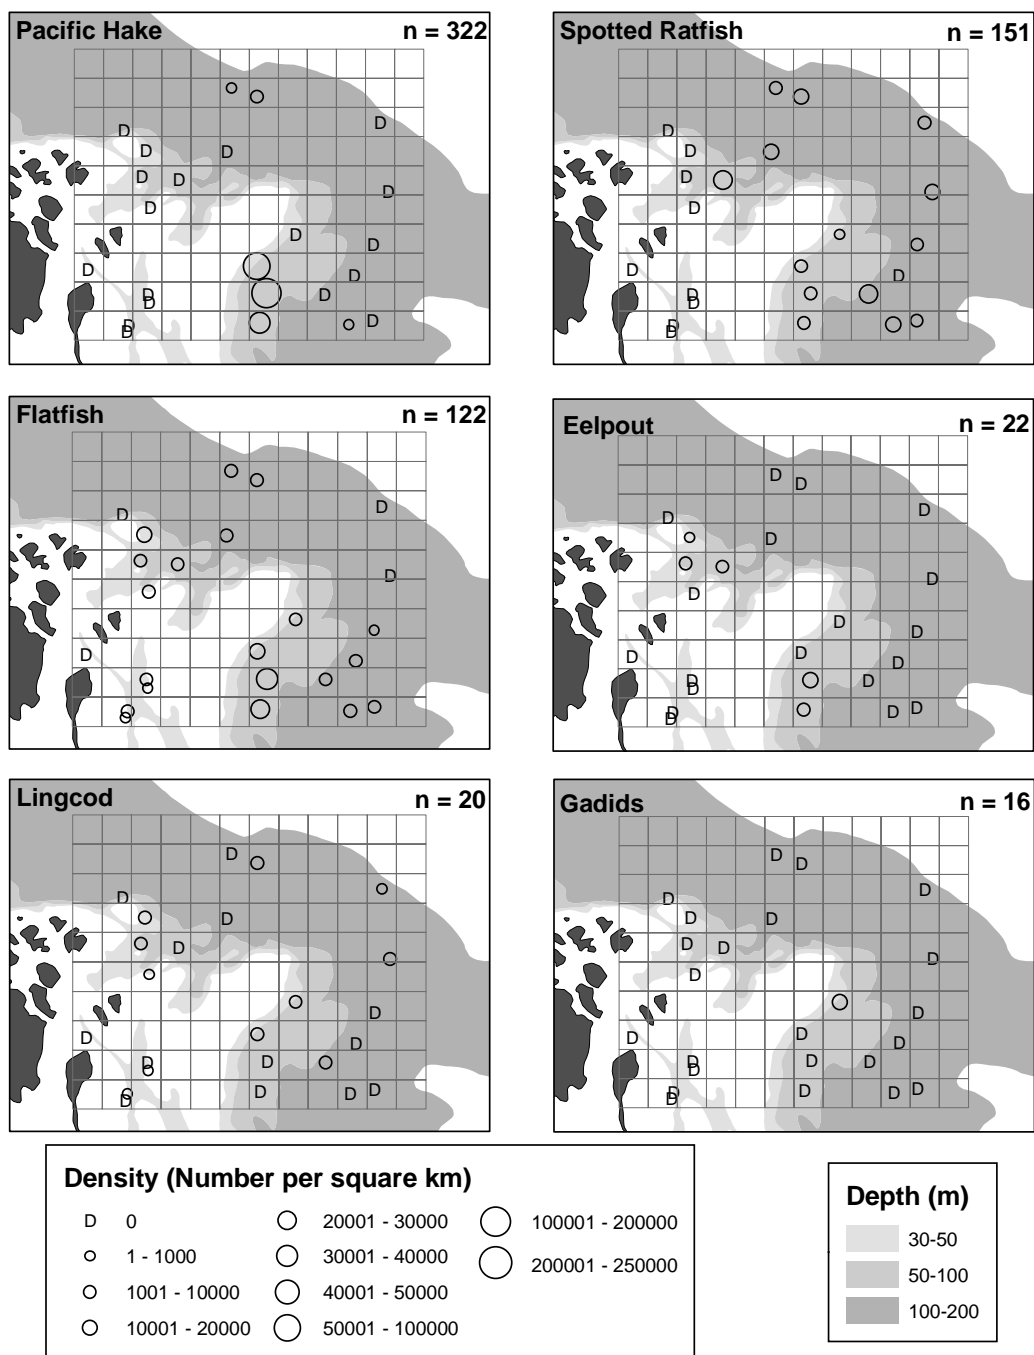 Pacific Hake n = 322
Spotted Ratfish n = 151
Flatfish n = 122
Eelpout n = 22
Lingcod n = 20
Gadids n = 16
Density (Number per square km)
D 0
1 - 1000
1001 - 10000
10001 - 20000
20001 - 30000
30001 - 40000
40001 - 50000
50001 - 100000
100001 - 200000
200001 - 250000
Depth (m)
30-50
50-100
100-200